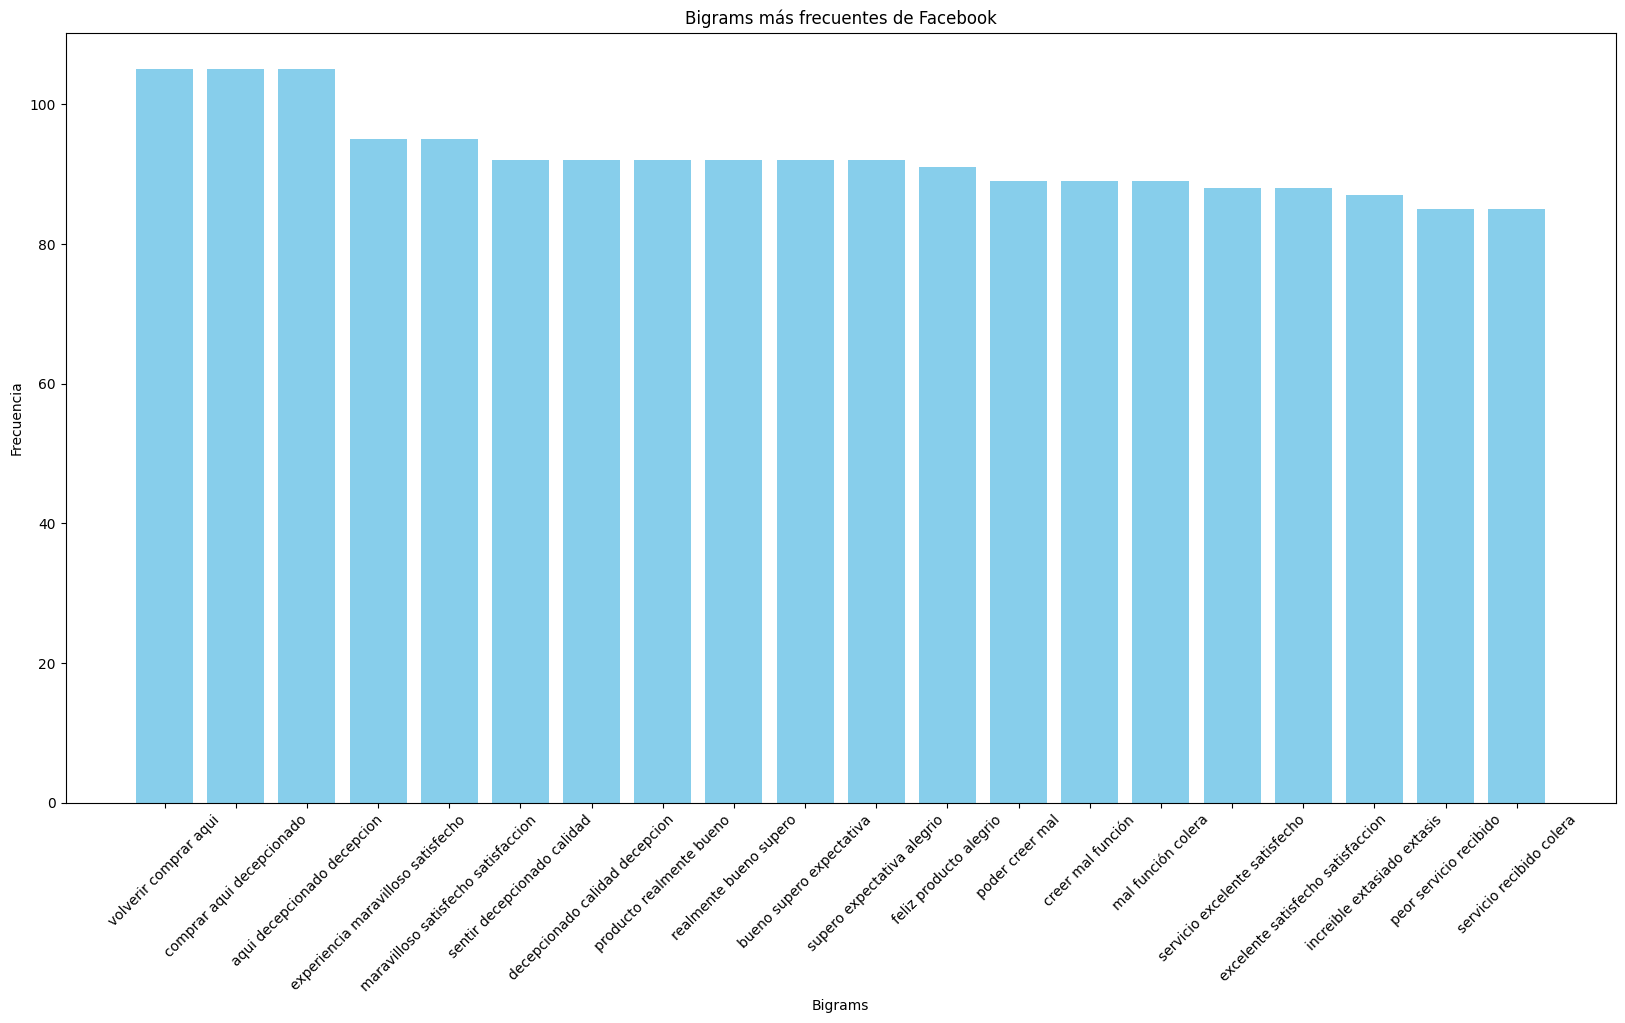 Bigrams más frecuentes de Facebook
Frecuencia
100
80
60
40
20
0
volverir comprar aqui
comprar aqui decepcionado
aqui decepcionado decepcion
experiencia maravilloso satisfecho
maravilloso satisfecho satisfaccion
sentir decepcionado calidad
decepcionado calidad decepcion
producto realmente bueno
realmente bueno supero
bueno supero expectativa
supero expectativa alegrio
feliz producto alegrio
poder creer mal
creer mal función
mal función colera
servicio excelente satisfecho
excelente satisfecho satisfaccion
increible extasiado extasis
peor servicio recibido
servicio recibido colera
Bigrams